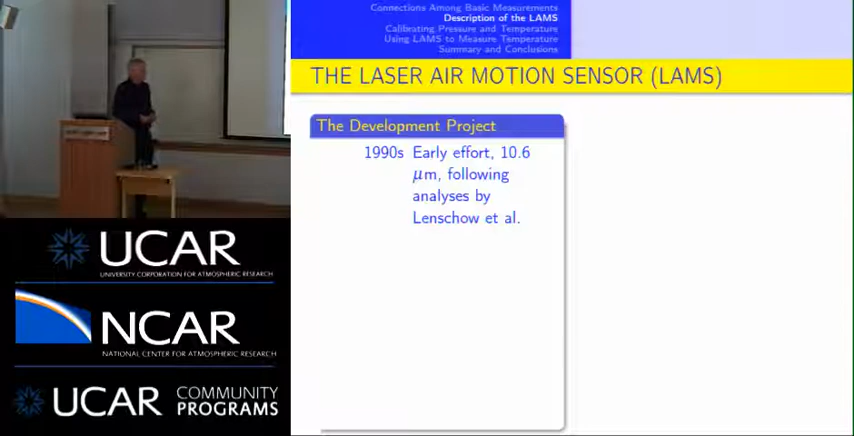 Connections Among Basic Measurements
Description of the LAMS
Calibrating Pressure and Temperature
Using LAMS to Measure Temperature
Summary and Conclusions
THE LASER AIR MOTION SENSOR (LAMS)
The Development Project
1990s Early effort, 10.6
μm, following
analyses by
Lenschow et al.
UCAR
UNIVERSITY CORPORATION FOR ATMOSPHERIC RESEARCH
NCAR
NATIONAL CENTER FOR ATMOSPHERIC RESEARCH
UCAR COMMUNITY
PROGRAMS